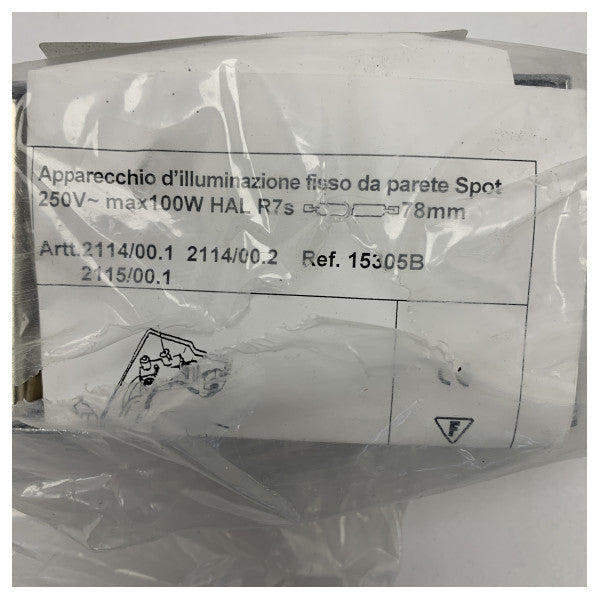 Apparecchio d'illuminazione fisso da parete Spot
250V~ max100W HAL R7s 78mm
Artt.2114/00.1 2114/00.2 Ref. 15305B
2115/00.1
F